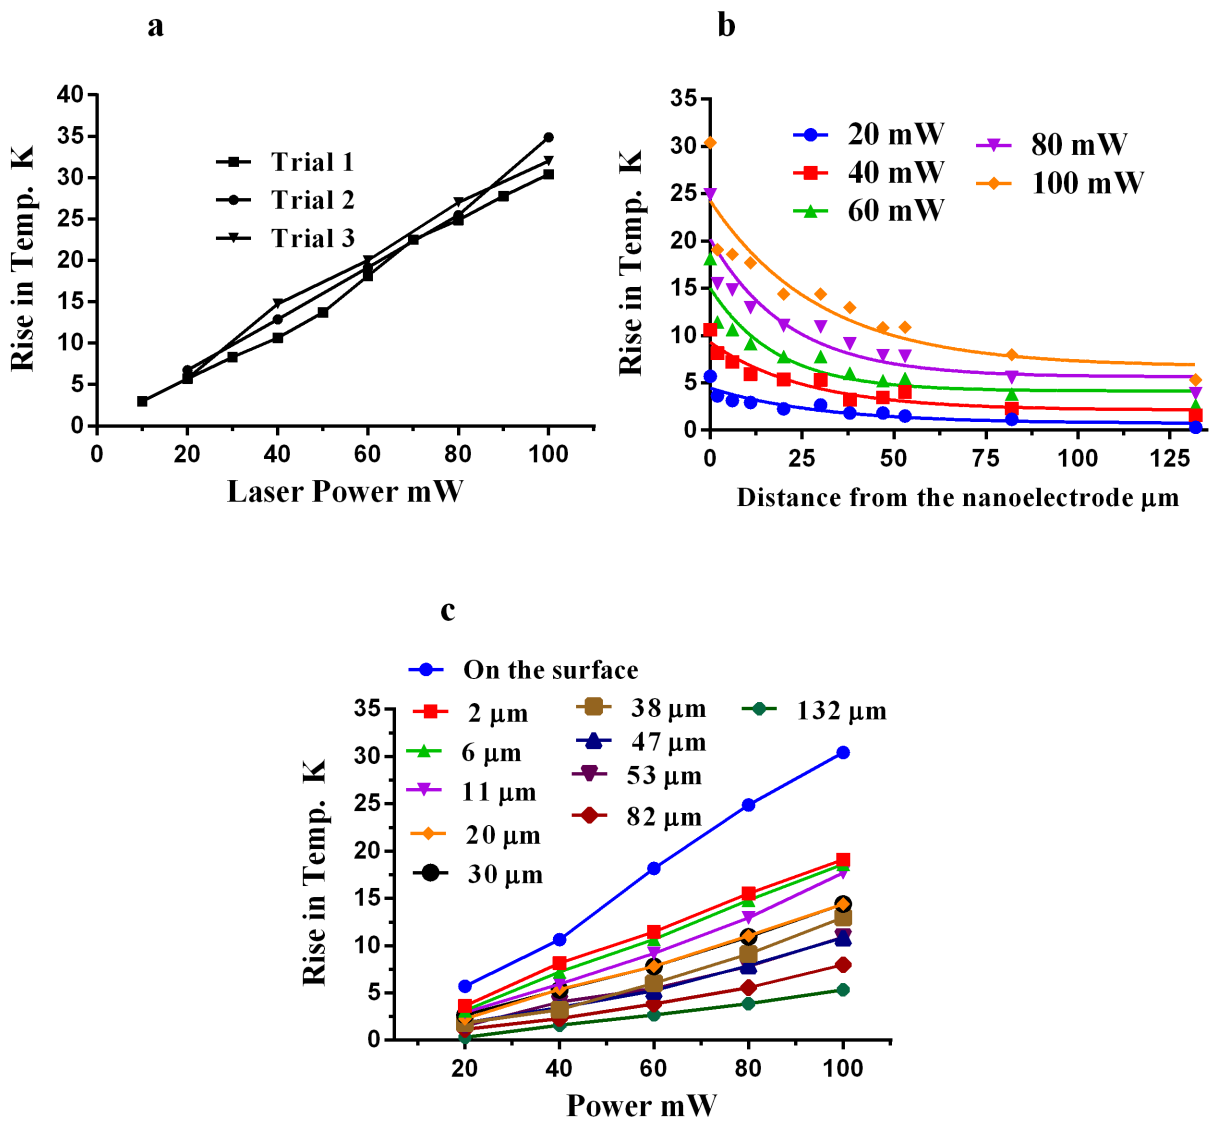 a
Rise in Temp. K
40
35
30
25
20
15
10
5
0
0 20 40 60 80 100
Laser Power mW
Trial 1
Trial 2
Trial 3
b
Rise in Temp. K
35
30
25
20
15
10
5
0
0 25 50 75 100 125
Distance from the nanoelectrode μm
20 mW
40 mW
60 mW
80 mW
100 mW
c
On the surface
2 μm
6 μm
11 μm
20 μm
30 μm
38 μm
47 μm
53 μm
82 μm
132 μm
Rise in Temp. K
35
30
25
20
15
10
5
0
20 40 60 80 100
Power mW